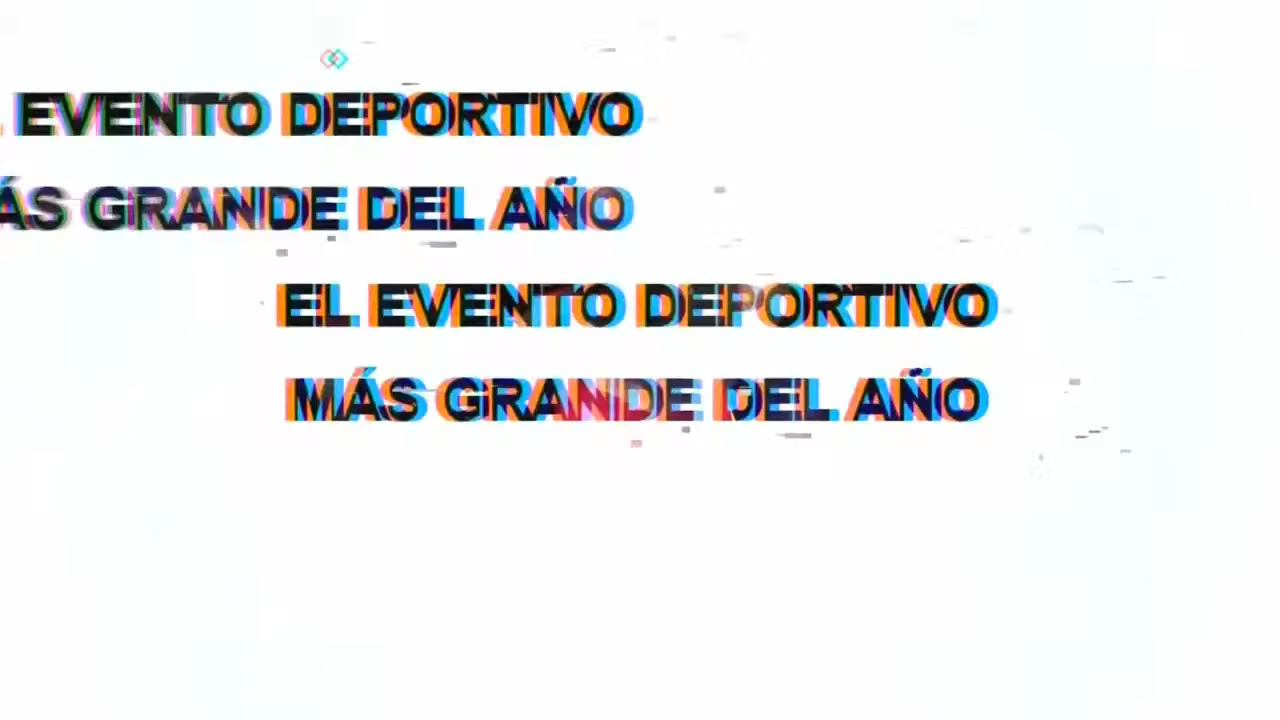 EVENTO DEPORTIVO
ÁS GRANDE DEL AÑO
EL EVENTO DEPORTIVO
MÁS GRANDE DEL AÑO